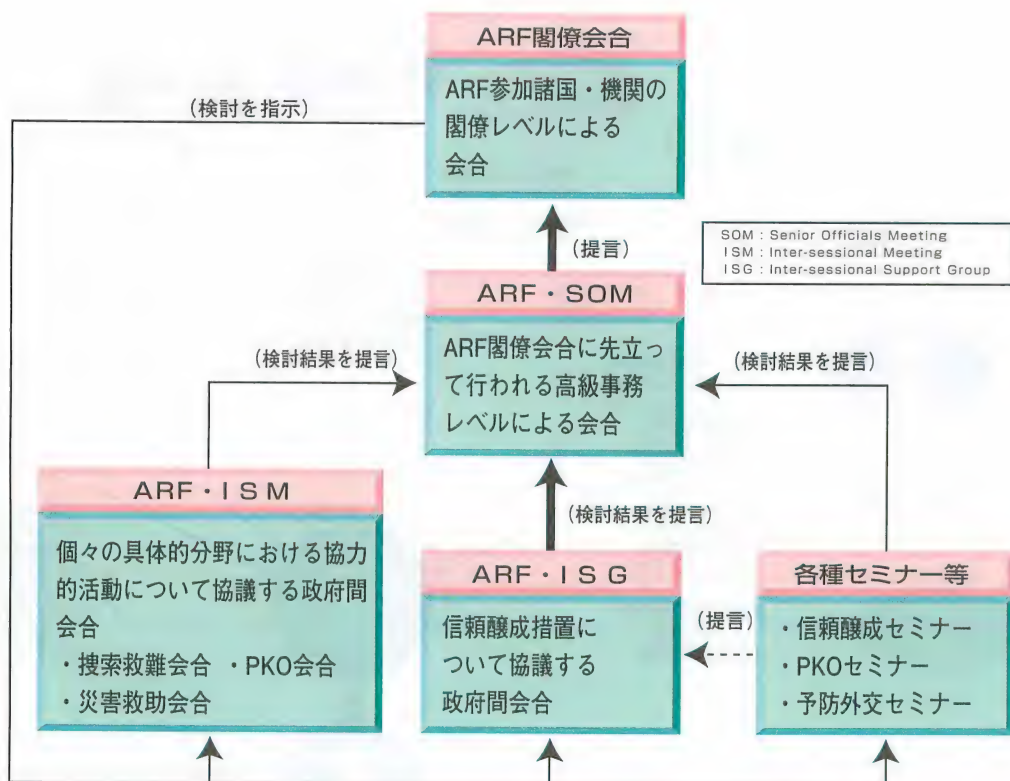 ARF閣僚会合
ARF参加諸国・機関の
閣僚レベルによる
会合
(検討を指示)
(提言)
SOM : Senior Officials Meeting
ISM : Inter-sessional Meeting
ISG : Inter-sessional Support Group
ARF・SOM
ARF閣僚会合に先立っ
て行われる高級事務
レベルによる会合
(検討結果を提言)
(検討結果を提言)
ARF・ISM
個々の具体的分野における協力
的活動について協議する政府間
会合
・捜索救難会合 ・PKO会合
・災害救助会合
(検討結果を提言)
ARF・ISG
信頼醸成措置に
ついて協議する
政府間会合
(提言)
各種セミナー等
・信頼醸成セミナー
・PKOセミナー
・予防外交セミナー